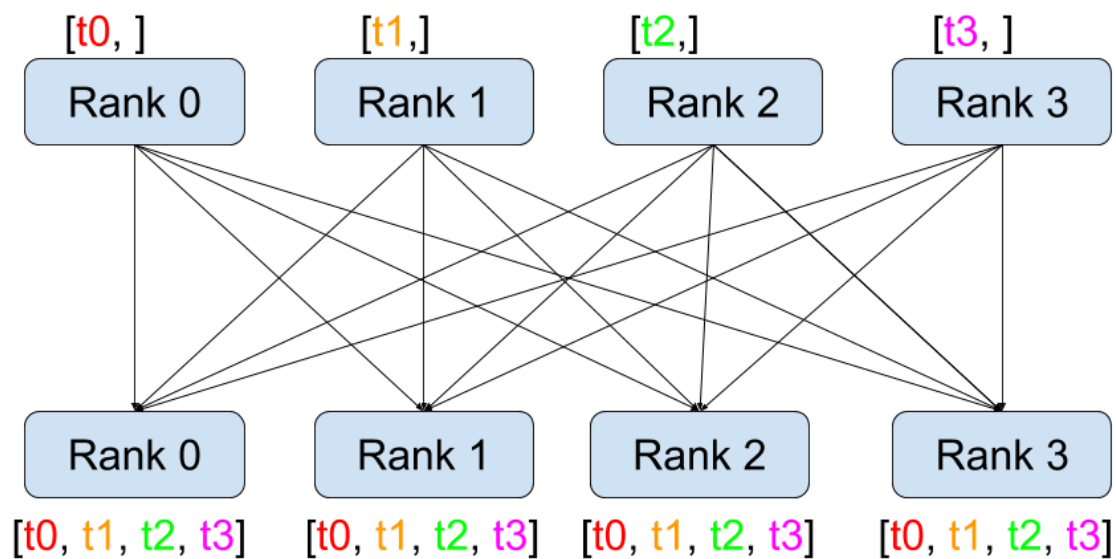 [t0, ] [t1,] [t2,] [t3, ]
Rank 0 Rank 1 Rank 2 Rank 3
Rank 0 Rank 1 Rank 2 Rank 3
[t0, t1, t2, t3] [t0, t1, t2, t3] [t0, t1, t2, t3] [t0, t1, t2, t3]